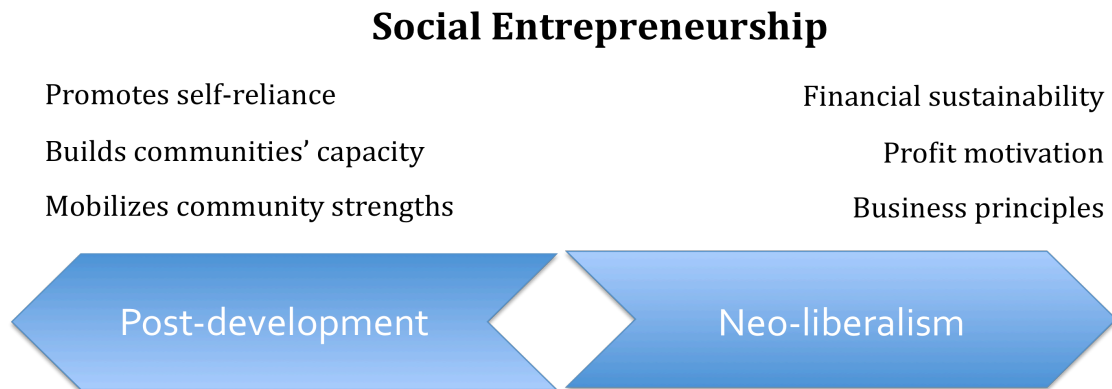 Social Entrepreneurship
Promotes self-reliance
Financial sustainability
Builds communities’ capacity
Profit motivation
Mobilizes community strengths
Business principles
Post-development
Neo-liberalism